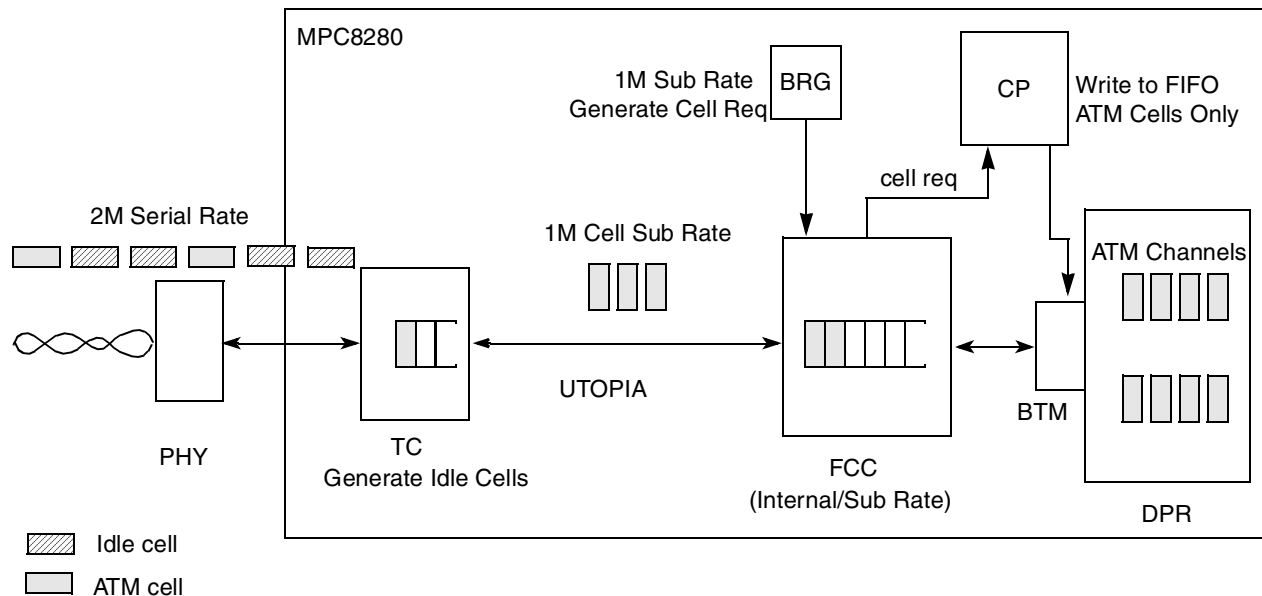 MPC8280
1M Sub Rate
Generate Cell Req
BRG
CP
Write to FIFO
ATM Cells Only
cell req
2M Serial Rate
1M Cell Sub Rate
ATM Channels
UTOPIA
BTM
PHY
TC
Generate Idle Cells
FCC
(Internal/Sub Rate)
DPR
Idle cell
ATM cell